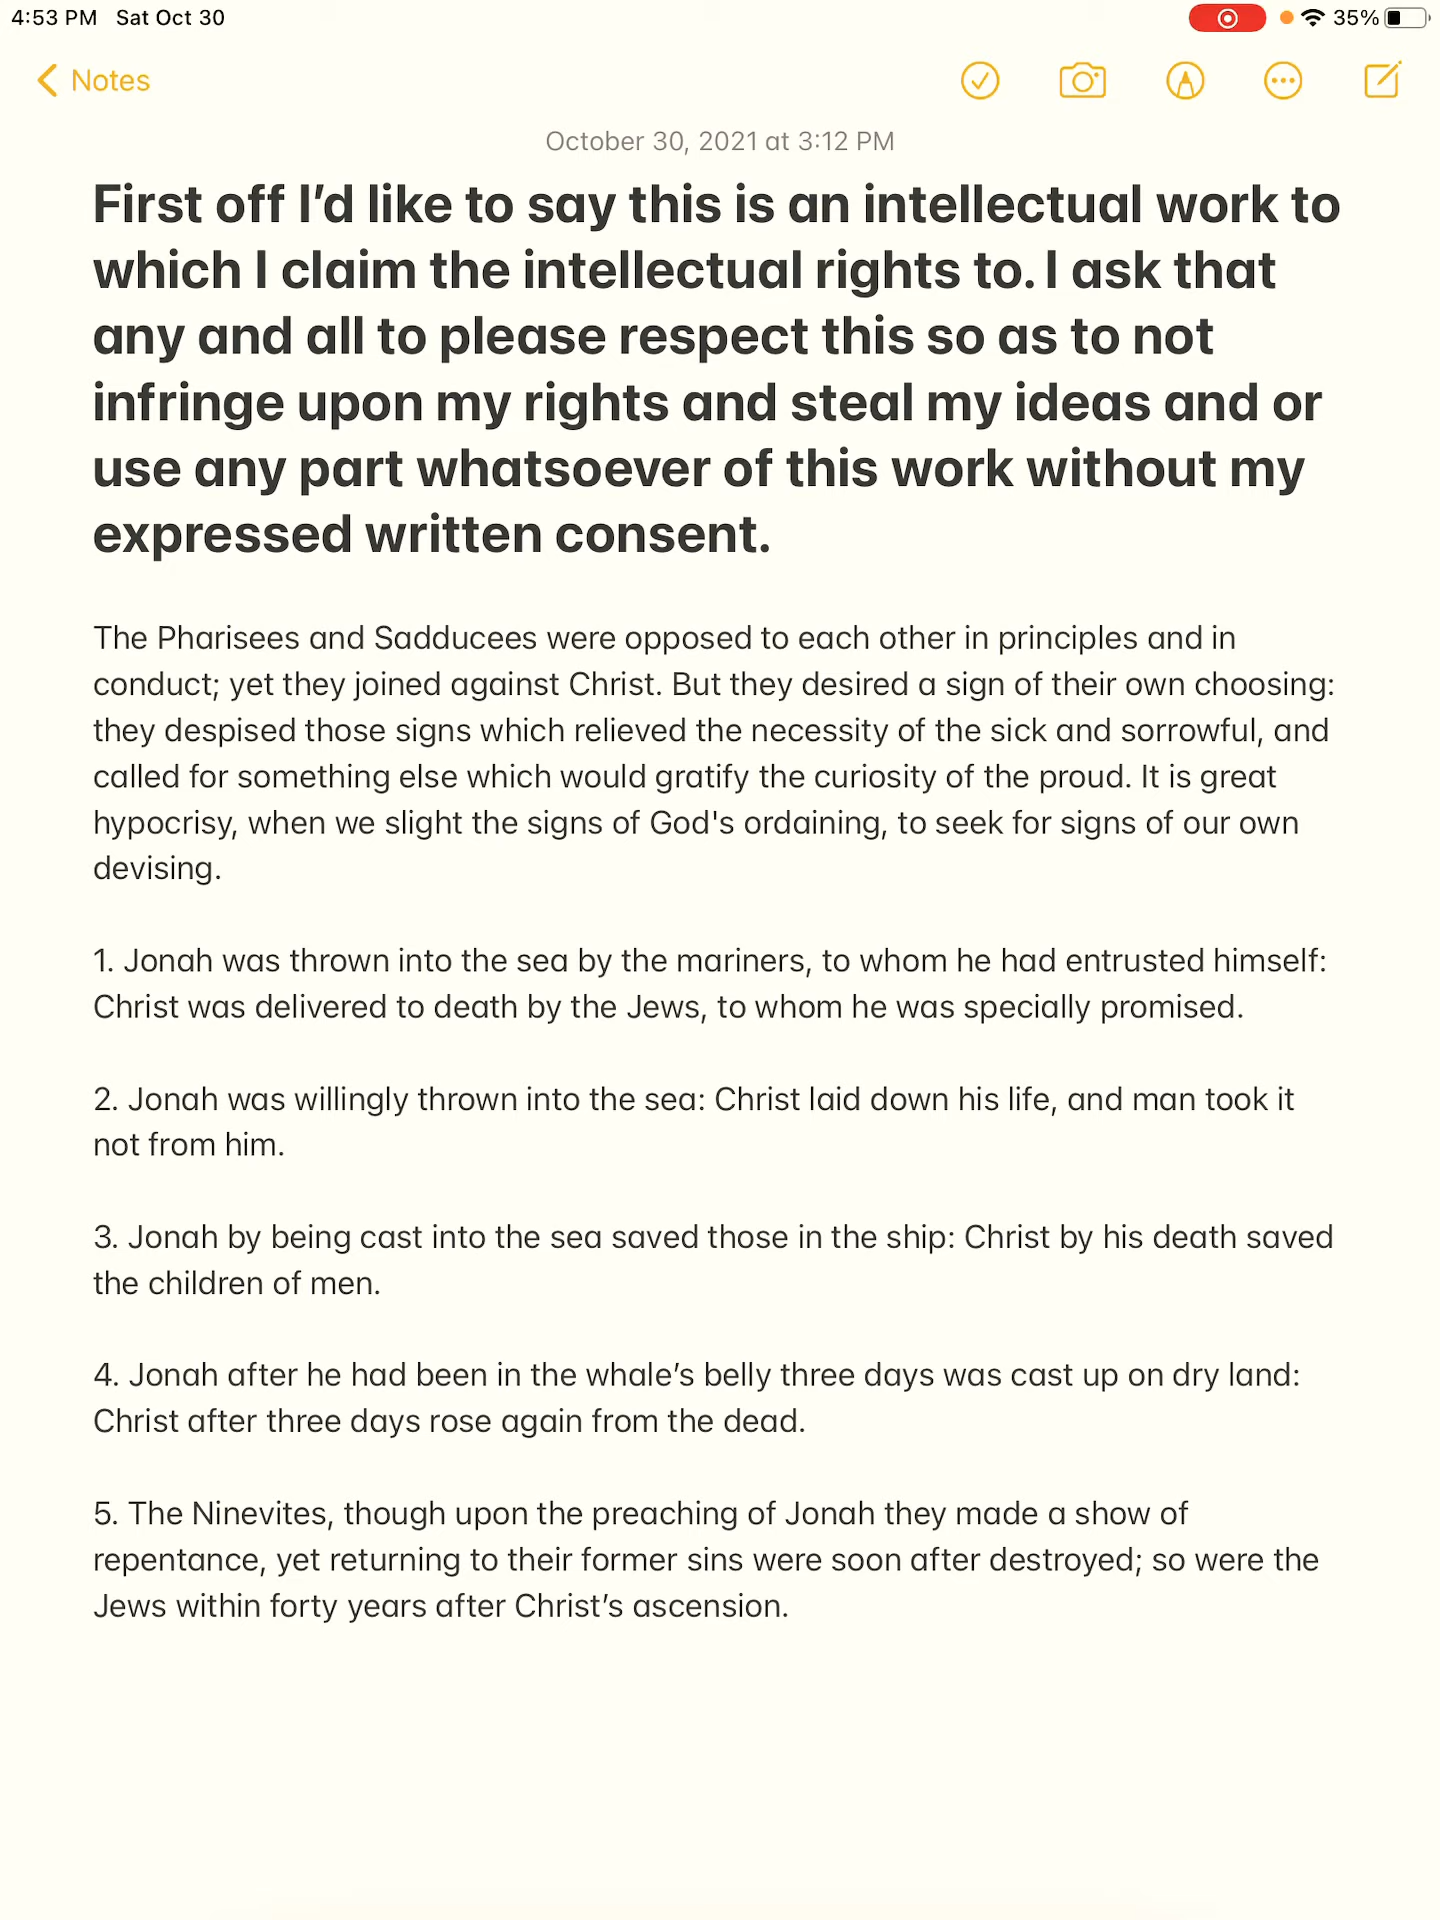 4:53 PM Sat Oct 30
35%
Notes
October 30, 2021 at 3:12 PM
First off I’d like to say this is an intellectual work to
which I claim the intellectual rights to. I ask that
any and all to please respect this so as to not
infringe upon my rights and steal my ideas and or
use any part whatsoever of this work without my
expressed written consent.
The Pharisees and Sadducees were opposed to each other in principles and in
conduct; yet they joined against Christ. But they desired a sign of their own choosing:
they despised those signs which relieved the necessity of the sick and sorrowful, and
called for something else which would gratify the curiosity of the proud. It is great
hypocrisy, when we slight the signs of God's ordaining, to seek for signs of our own
devising.
1. Jonah was thrown into the sea by the mariners, to whom he had entrusted himself:
Christ was delivered to death by the Jews, to whom he was specially promised.
2. Jonah was willingly thrown into the sea: Christ laid down his life, and man took it
not from him.
3. Jonah by being cast into the sea saved those in the ship: Christ by his death saved
the children of men.
4. Jonah after he had been in the whale’s belly three days was cast up on dry land:
Christ after three days rose again from the dead.
5. The Ninevites, though upon the preaching of Jonah they made a show of
repentance, yet returning to their former sins were soon after destroyed; so were the
Jews within forty years after Christ’s ascension.